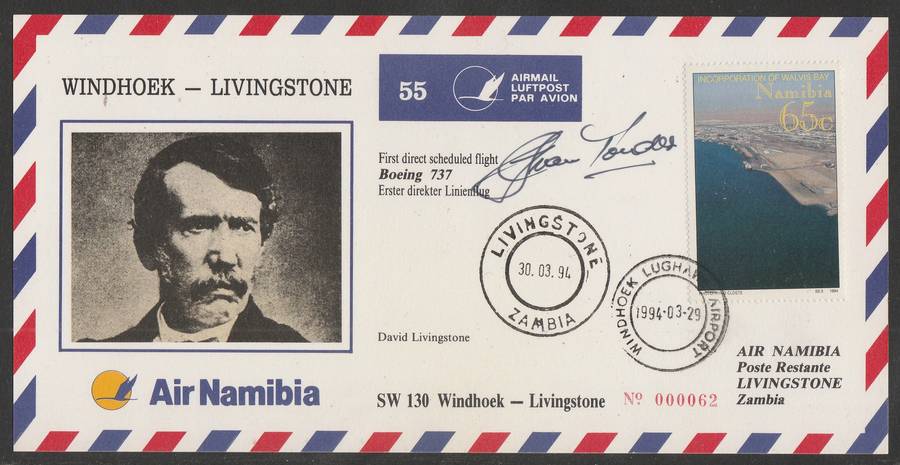 WINDHOEK – LIVINGSTONE
55
AIRMAIL
LUFTPOST
PAR AVION
INCORPORATION OF WALVIS BAY
Namibia
65c
First direct scheduled flight
Boeing 737
Erster direkter Linienflug
LIVINGSTONE
30. 03. 94
ZAMBIA
WINDHOEK LUGHAWE AIRPORT
1994-03-29
David Livingstone
Air Namibia
SW 130 Windhoek – Livingstone
Nº 000062
AIR NAMIBIA
Poste Restante
LIVINGSTONE
Zambia